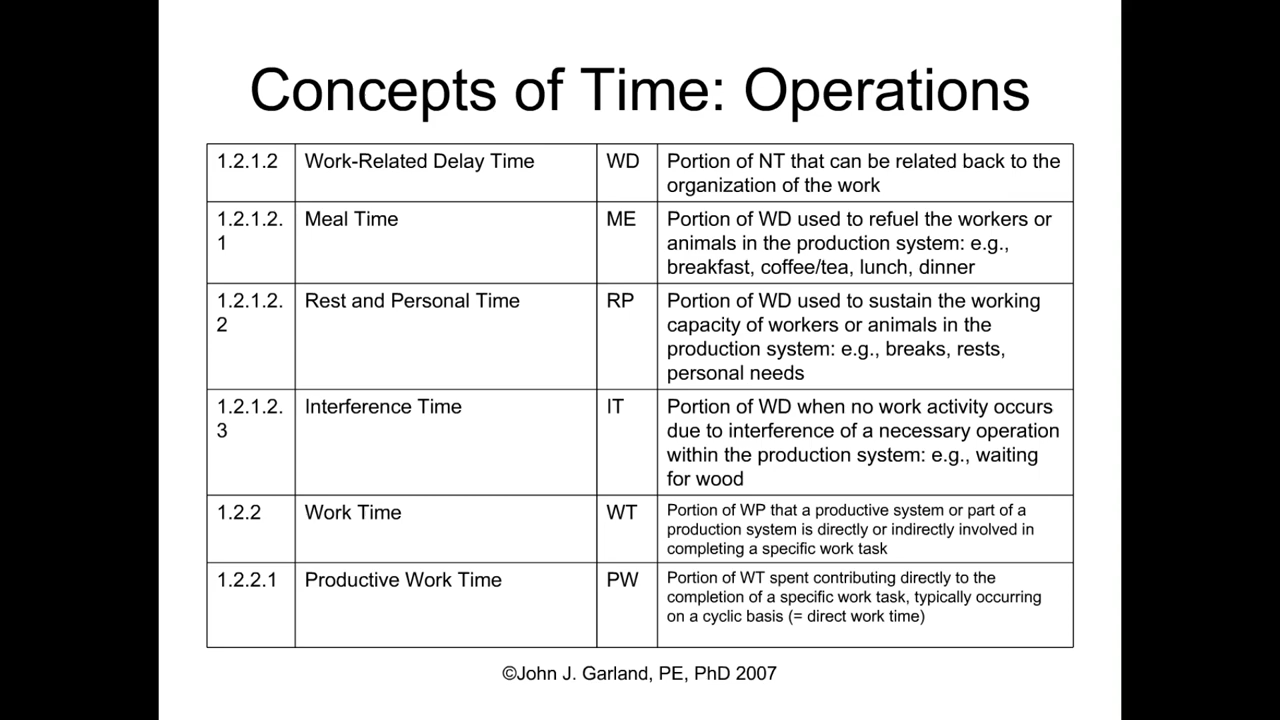 Concepts of Time: Operations
1.2.1.2 Work-Related Delay Time WD Portion of NT that can be related back to the
organization of the work
1.2.1.2. Meal Time ME Portion of WD used to refuel the workers or
1 animals in the production system: e.g.,
breakfast, coffee/tea, lunch, dinner
1.2.1.2. Rest and Personal Time RP Portion of WD used to sustain the working
2 capacity of workers or animals in the
production system: e.g., breaks, rests,
personal needs
1.2.1.2. Interference Time IT Portion of WD when no work activity occurs
3 due to interference of a necessary operation
within the production system: e.g., waiting
for wood
1.2.2 Work Time WT Portion of WP that a productive system or part of a
production system is directly or indirectly involved in
completing a specific work task
1.2.2.1 Productive Work Time PW Portion of WT spent contributing directly to the
completion of a specific work task, typically occurring
on a cyclic basis (= direct work time)
©John J. Garland, PE, PhD 2007